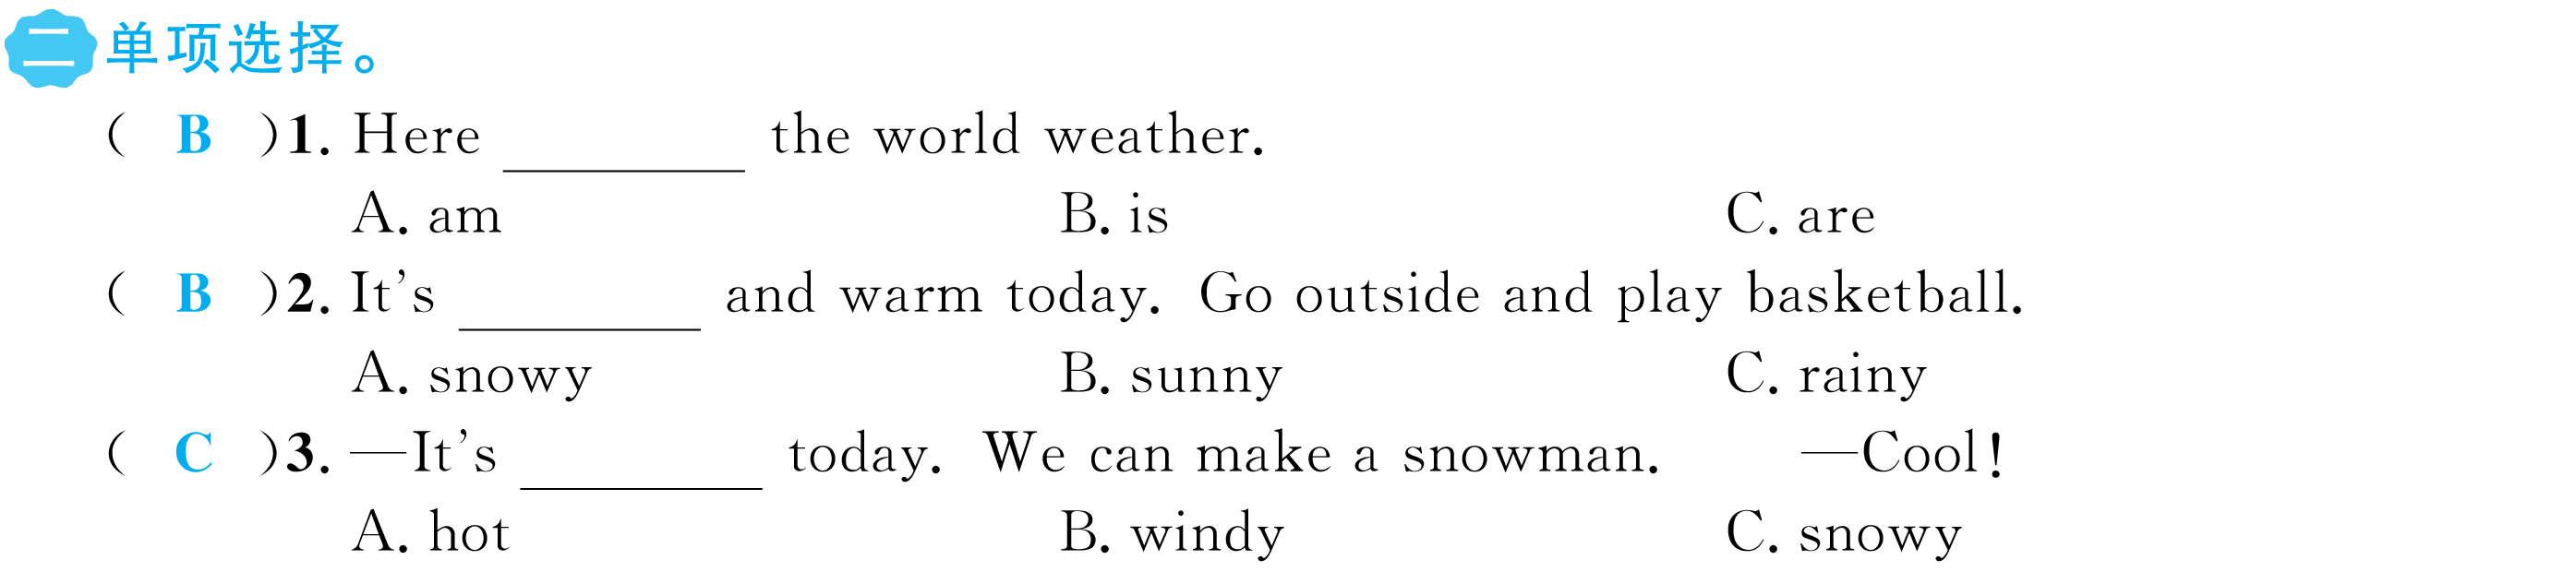 二 单项选择。
( B )1. Here ________ the world weather.
A. am B. is C. are
( B )2. It's ________ and warm today. Go outside and play basketball.
A. snowy B. sunny C. rainy
( C )3. —It's ________ today. We can make a snowman. —Cool!
A. hot B. windy C. snowy